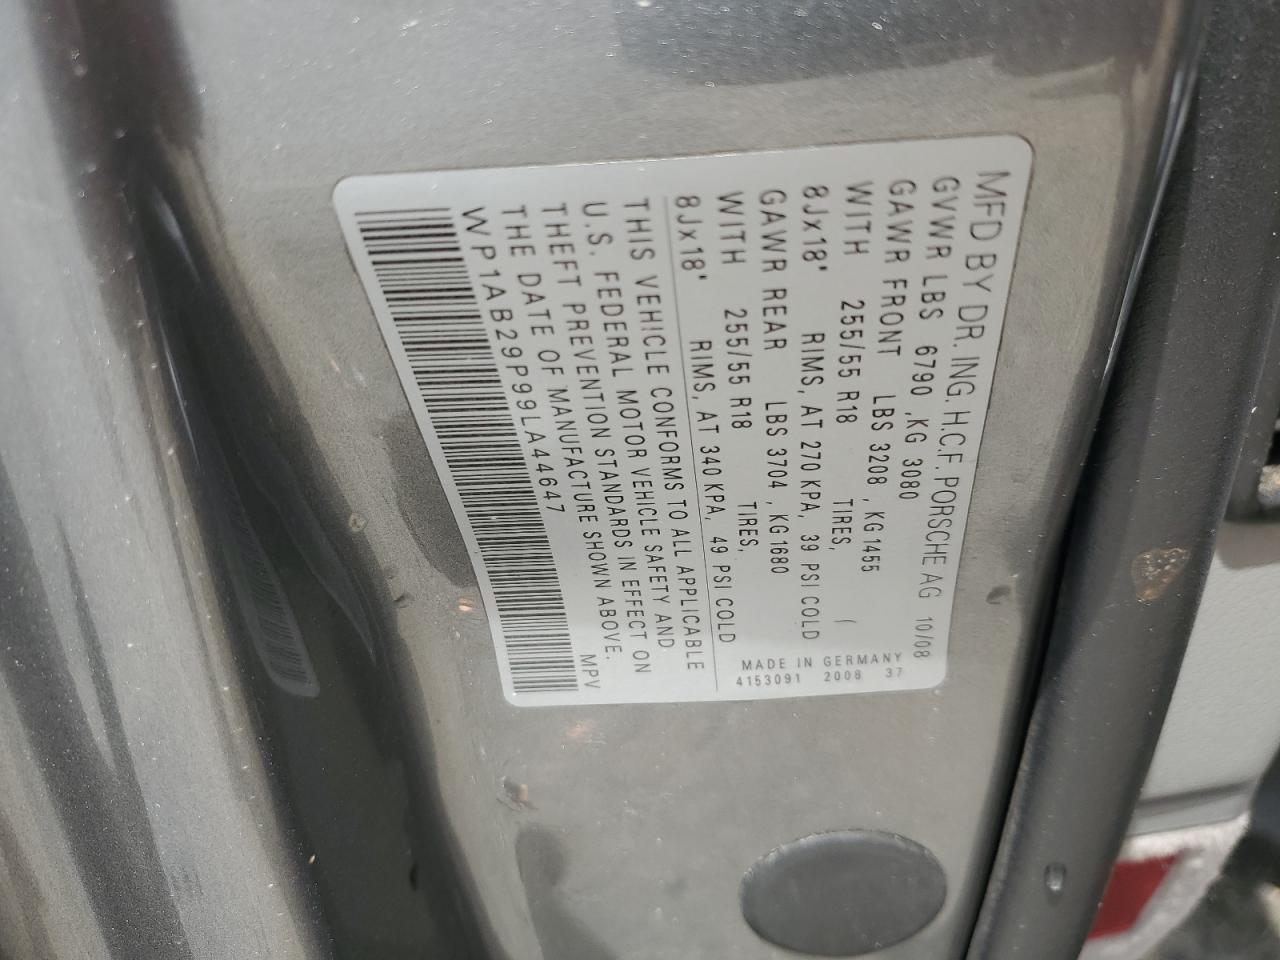 MFD BY DR. ING. H.C.F. PORSCHE AG 10/08
GVWR LBS 6790 ,KG 3080
GAWR FRONT LBS 3208 , KG 1455
WITH 255/55 R18 TIRES,
8Jx18" RIMS, AT 270 KPA, 39 PSI COLD
GAWR REAR LBS 3704 , KG 1680
WITH 255/55 R18 TIRES,
8Jx18" RIMS, AT 340 KPA, 49 PSI COLD
MADE IN GERMANY
4153091 2008 37
THIS VEHICLE CONFORMS TO ALL APPLICABLE
U.S. FEDERAL MOTOR VEHICLE SAFETY AND
THEFT PREVENTION STANDARDS IN EFFECT ON
THE DATE OF MANUFACTURE SHOWN ABOVE.
WP1AB29P99LA44647 MPV